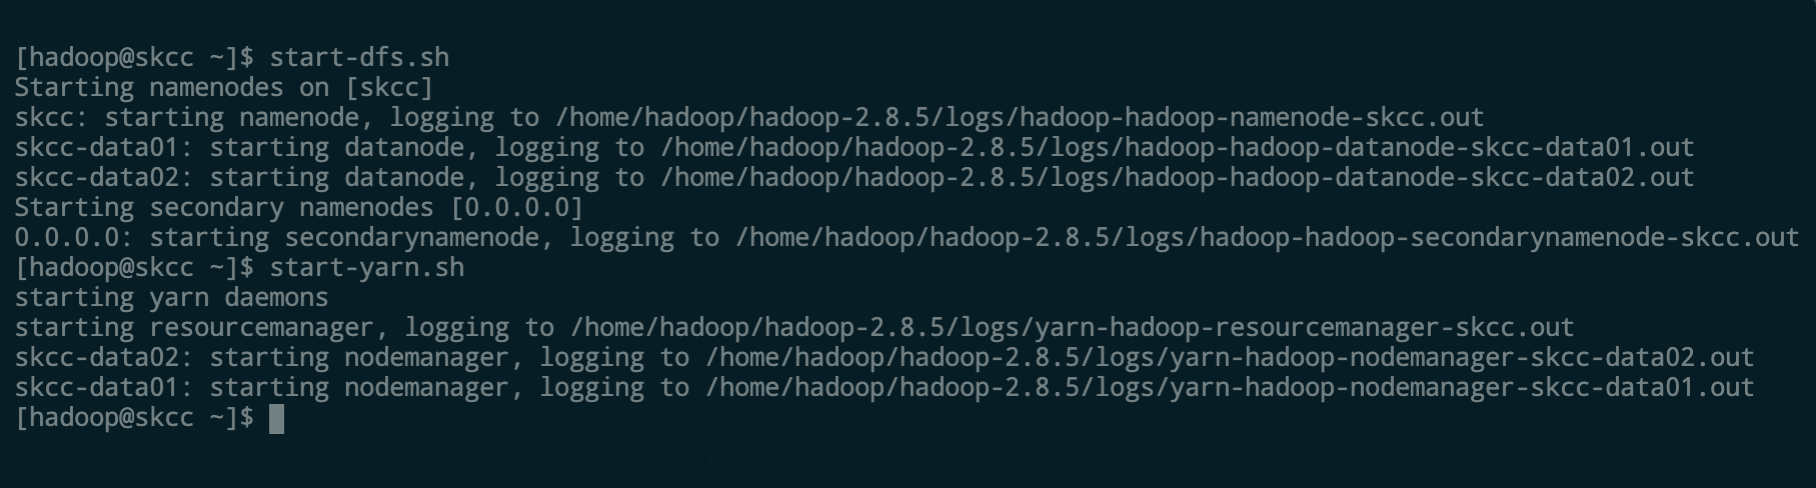 [hadoop@skcc ~]$ start-dfs.sh
Starting namenodes on [skcc]
skcc: starting namenode, logging to /home/hadoop/hadoop-2.8.5/logs/hadoop-hadoop-namenode-skcc.out
skcc-data01: starting datanode, logging to /home/hadoop/hadoop-2.8.5/logs/hadoop-hadoop-datanode-skcc-data01.out
skcc-data02: starting datanode, logging to /home/hadoop/hadoop-2.8.5/logs/hadoop-hadoop-datanode-skcc-data02.out
Starting secondary namenodes [0.0.0.0]
0.0.0.0: starting secondarynamenode, logging to /home/hadoop/hadoop-2.8.5/logs/hadoop-hadoop-secondarynamenode-skcc.out
[hadoop@skcc ~]$ start-yarn.sh
starting yarn daemons
starting resourcemanager, logging to /home/hadoop/hadoop-2.8.5/logs/yarn-hadoop-resourcemanager-skcc.out
skcc-data02: starting nodemanager, logging to /home/hadoop/hadoop-2.8.5/logs/yarn-hadoop-nodemanager-skcc-data02.out
skcc-data01: starting nodemanager, logging to /home/hadoop/hadoop-2.8.5/logs/yarn-hadoop-nodemanager-skcc-data01.out
[hadoop@skcc ~]$